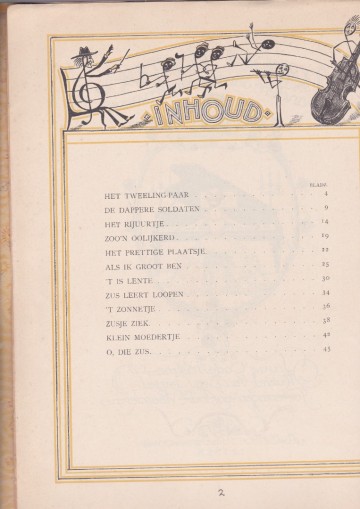 INHOUD
BLADZ.
HET TWEELING-PAAR 4
DE DAPPERE SOLDATEN 9
HET RIJUURTJE 14
ZOO'N OOLIJKERD 19
HET PRETTIGE PLAATSJE 22
ALS IK GROOT BEN 25
'T IS LENTE 30
ZUS LEERT LOOPEN 34
'T ZONNETJE 36
ZUSJE ZIEK 38
KLEIN MOEDERTJE 42
O, DIE ZUS 45
2